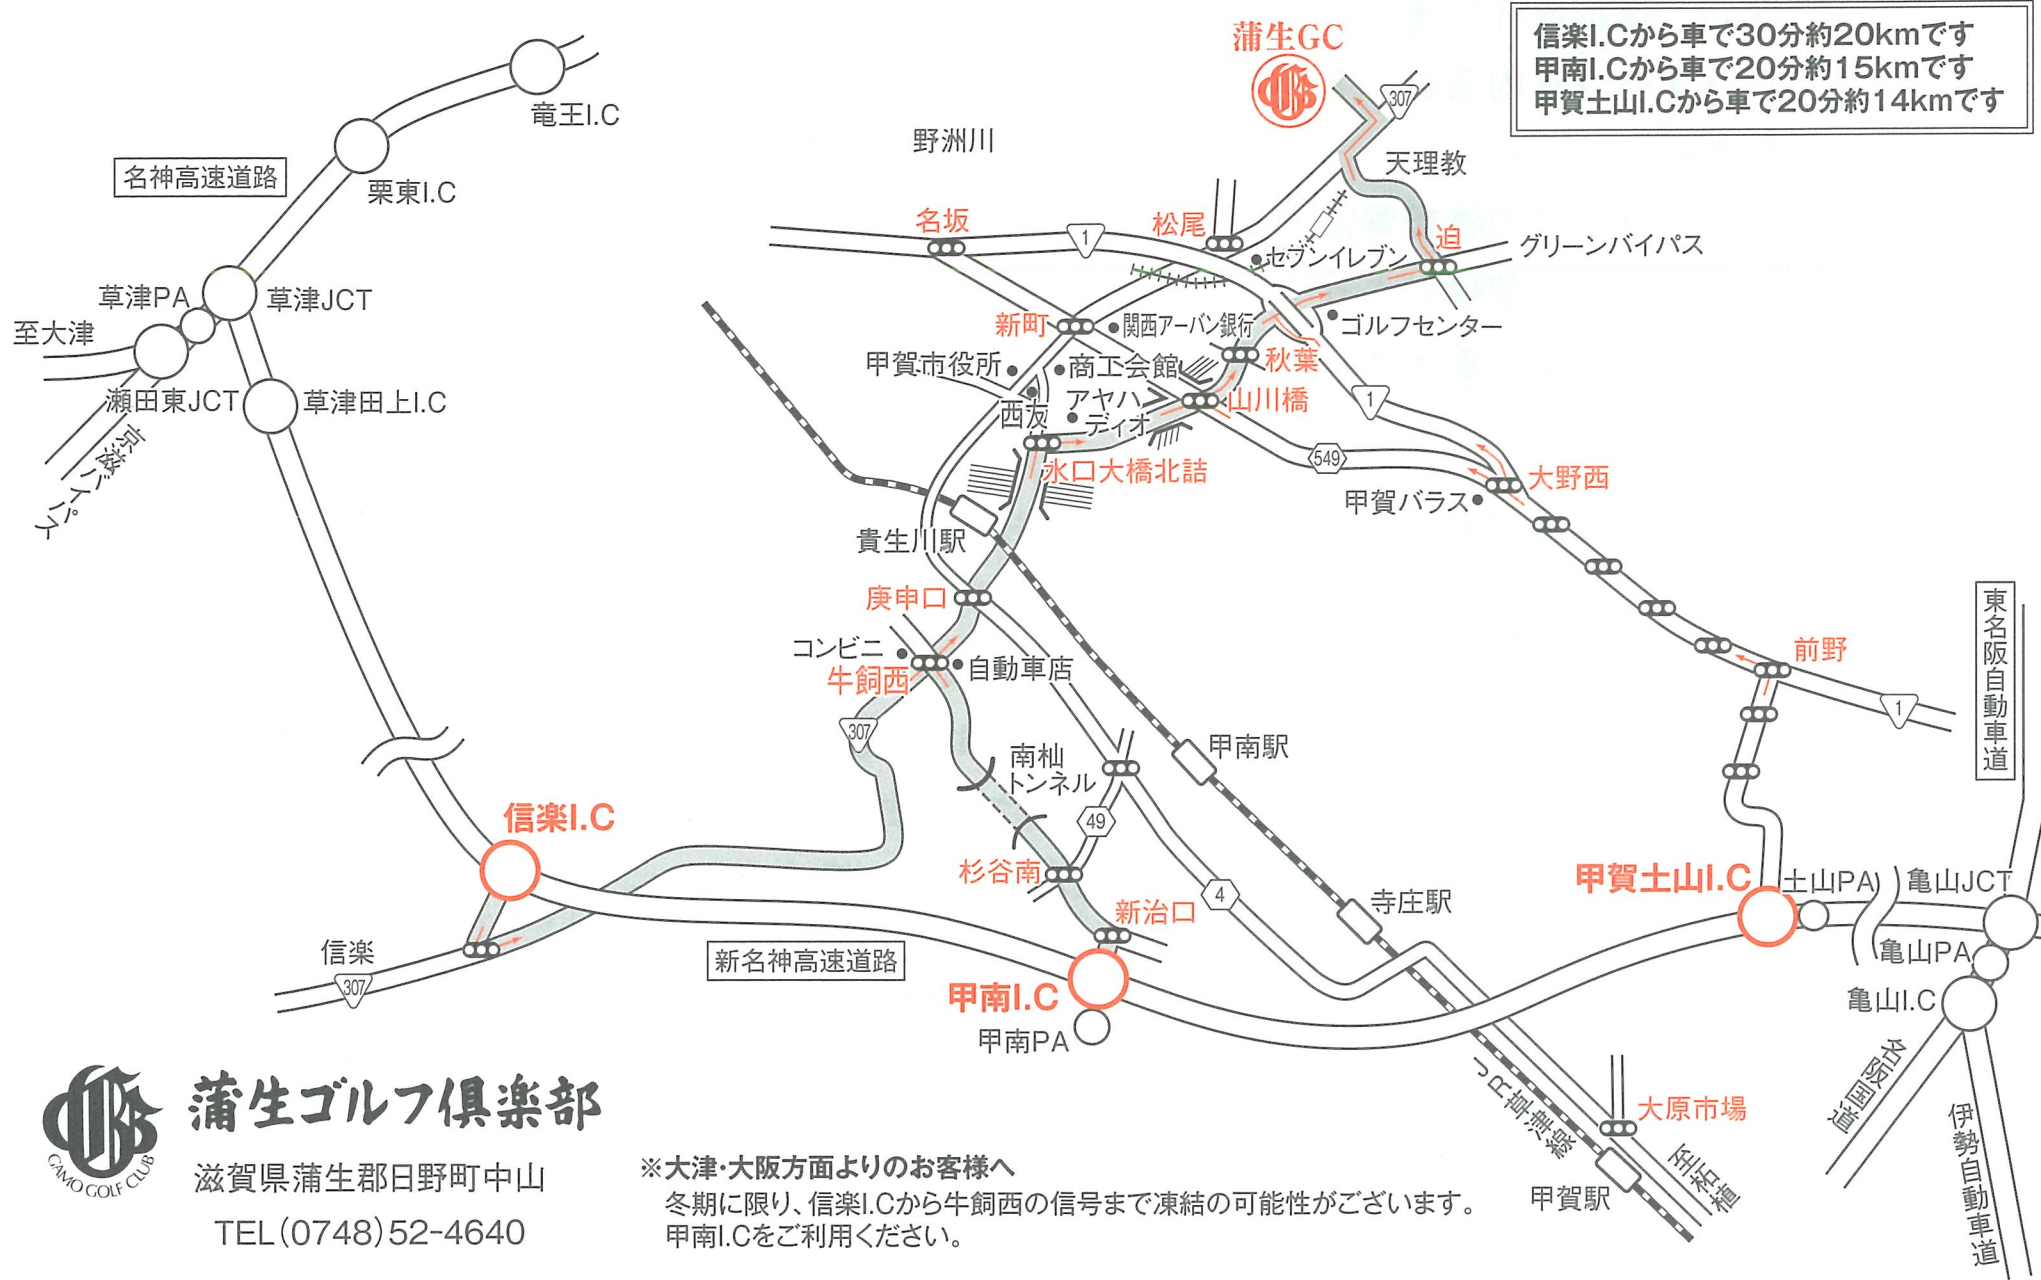 蒲生GC
信楽I.Cから車で30分約20kmです
甲南I.Cから車で20分約15kmです
甲賀土山I.Cから車で20分約14kmです
竜王I.C
307
野洲川
名神高速道路
栗東I.C
天理教
名坂
松尾
1
迫
セブンイレブン
グリーンバイパス
草津PA
草津JCT
至大津
新町
関西アーバン銀行
ゴルフセンター
甲賀市役所
商工会館
秋葉
瀬田東JCT
草津田上I.C
西友
アヤハ
ディオ
山川橋
1
京滋バイパス
水口大橋北詰
549
大野西
甲賀バラス
貴生川駅
庚申口
コンビニ
自動車店
牛飼西
前野
東名阪自動車道
307
1
南杣
トンネル
甲南駅
49
信楽I.C
杉谷南
4
甲賀土山I.C
土山PA
亀山JCT
寺庄駅
新治口
信楽
307
新名神高速道路
亀山PA
甲南I.C
亀山I.C
甲南PA
名阪国道
JR草津線
大原市場
伊勢自動車道
至柘植
甲賀駅
GAMO GOLF CLUB
蒲生ゴルフ倶楽部
滋賀県蒲生郡日野町中山
TEL(0748)52-4640
※大津･大阪方面よりのお客様へ
冬期に限り、信楽I.Cから牛飼西の信号まで凍結の可能性がございます。
甲南I.Cをご利用ください。